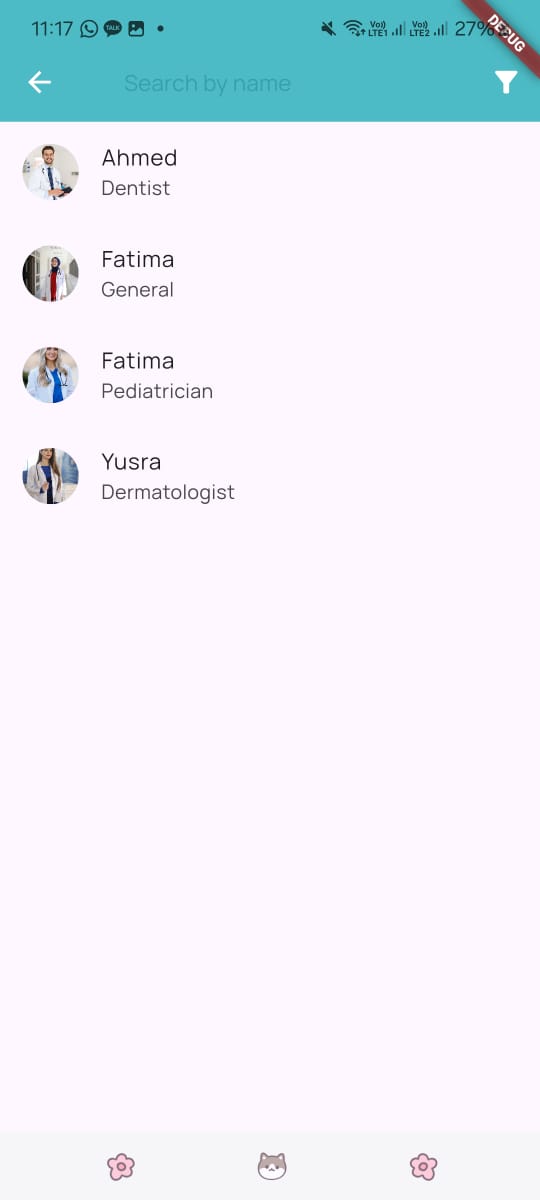 11:17 TALK Vo)) LTE1 Vo)) LTE2 27%
DEBUG
Search by name
Ahmed
Dentist
Fatima
General
Fatima
Pediatrician
Yusra
Dermatologist